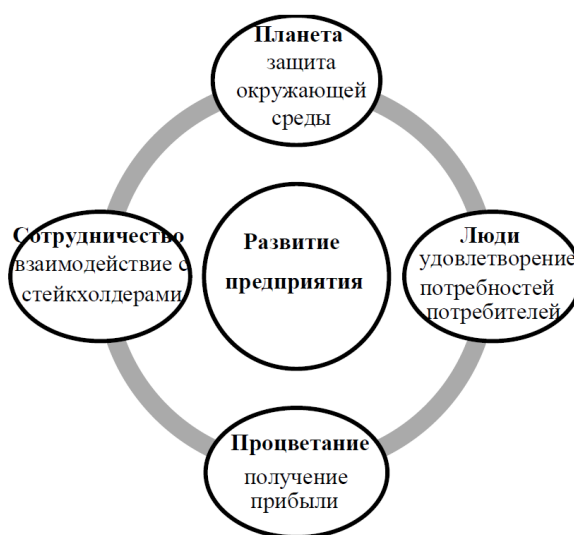 Планета
защита
окружающей
среды
Сотрудничество
взаимодействие с
стейкхолдерами
Развитие
предприятия
Люди
удовлетворение
потребностей
потребителей
Процветание
получение
прибыли